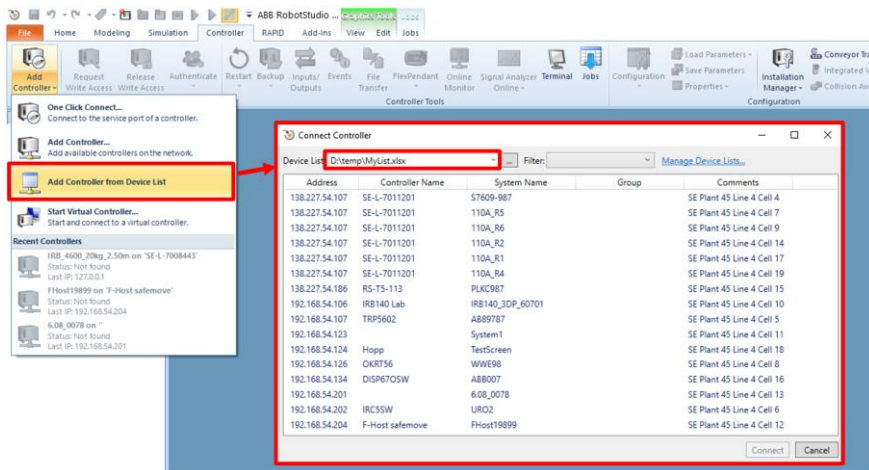 ABB RobotStudio ...
File Home Modeling Simulation Controller RAPID Add-Ins View Edit Jobs
Add Controller
Request Write Access
Release Write Access
Authenticate
Restart
Backup
Inputs/ Outputs
Events
File Transfer
FlexPendant
Online Monitor
Signal Analyzer Online
Terminal
Jobs
Configuration
Load Parameters
Save Parameters
Properties
Installation Manager
Conveyor
Integrated
Collision
Controller Tools
Configuration
One Click Connect...
Connect to the service port of a controller.
Add Controller...
Add available controllers on the network.
Add Controller from Device List
Start Virtual Controller...
Start and connect to a virtual controller.
Recent Controllers
IRB_4600_20kg_2.50m on 'SE-L-7008443'
Status: Not found
Last IP: 127.0.0.1
FHost19899 on 'F-Host safemove'
Status: Not found
Last IP: 192.168.54.204
6.08_0078 on ''
Status: Not found
Last IP: 192.168.54.201
Connect Controller
Device List D:\temp\MyList.xlsx ... Filter: Manage Device Lists...
Address Controller Name System Name Group Comments
138.227.54.107 SE-L-7011201 S7609-987 SE Plant 45 Line 4 Cell 4
138.227.54.107 SE-L-7011201 110A_R5 SE Plant 45 Line 4 Cell 7
138.227.54.107 SE-L-7011201 110A_R6 SE Plant 45 Line 4 Cell 9
138.227.54.107 SE-L-7011201 110A_R2 SE Plant 45 Line 4 Cell 14
138.227.54.107 SE-L-7011201 110A_R1 SE Plant 45 Line 4 Cell 17
138.227.54.107 SE-L-7011201 110A_R4 SE Plant 45 Line 4 Cell 19
138.227.54.186 RS-T5-113 PLKC987 SE Plant 45 Line 4 Cell 15
192.168.54.106 IRB140 Lab IRB140_3DP_60701 SE Plant 45 Line 4 Cell 10
192.168.54.107 TRP5602 AB89787 SE Plant 45 Line 4 Cell 5
192.168.54.123 System1 SE Plant 45 Line 4 Cell 11
192.168.54.124 Hopp TestScreen SE Plant 45 Line 4 Cell 18
192.168.54.126 OKRT56 WWE98 SE Plant 45 Line 4 Cell 8
192.168.54.134 DISP67OSW ABB007 SE Plant 45 Line 4 Cell 16
192.168.54.201 6.08_0078 SE Plant 45 Line 4 Cell 13
192.168.54.202 IRC5SW URO2 SE Plant 45 Line 4 Cell 6
192.168.54.204 F-Host safemove FHost19899 SE Plant 45 Line 4 Cell 12
Connect Cancel